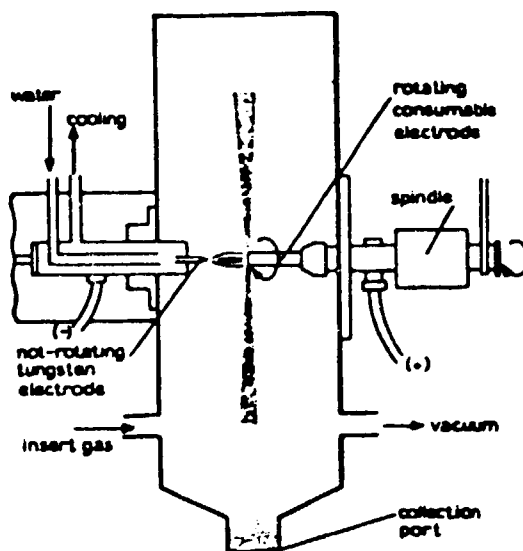 water
cooling
rotating
consumable
electrode
spindle
(-)
not-rotating
tungsten
electrode
(+)
insert gas
vacuum
collection
port